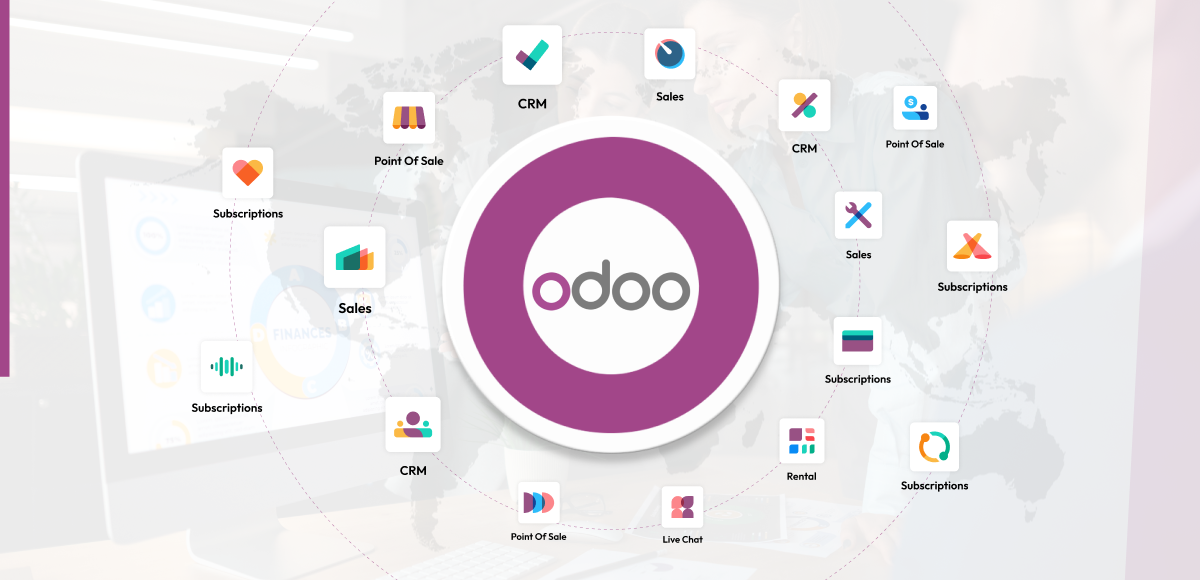 CRM
Sales
CRM
Point Of Sale
Point Of Sale
Subscriptions
Sales
Subscriptions
Sales
odoo
FINANCES
Subscriptions
Subscriptions
CRM
Rental
Subscriptions
Point Of Sale
Live Chat